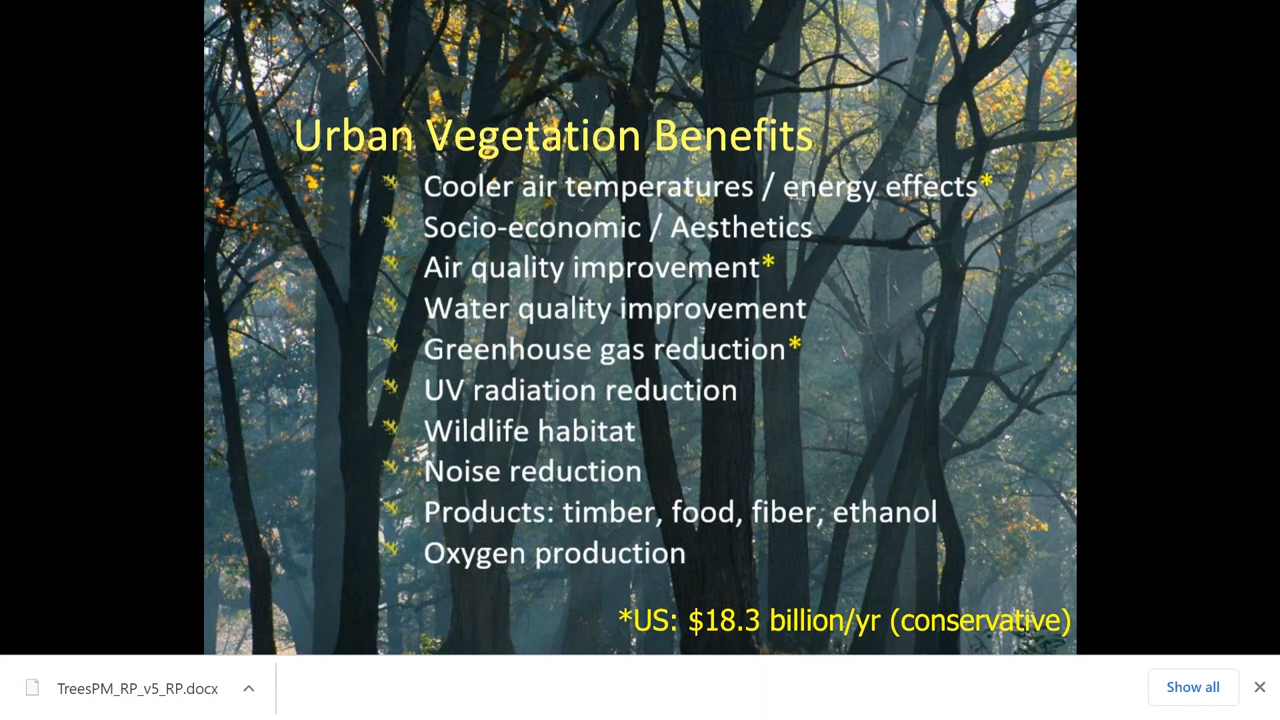 Urban Vegetation Benefits
Cooler air temperatures / energy effects*
Socio-economic / Aesthetics
Air quality improvement*
Water quality improvement
Greenhouse gas reduction*
UV radiation reduction
Wildlife habitat
Noise reduction
Products: timber, food, fiber, ethanol
Oxygen production
*US: $18.3 billion/yr (conservative)
TreesPM_RP_v5_RP.docx
Show all